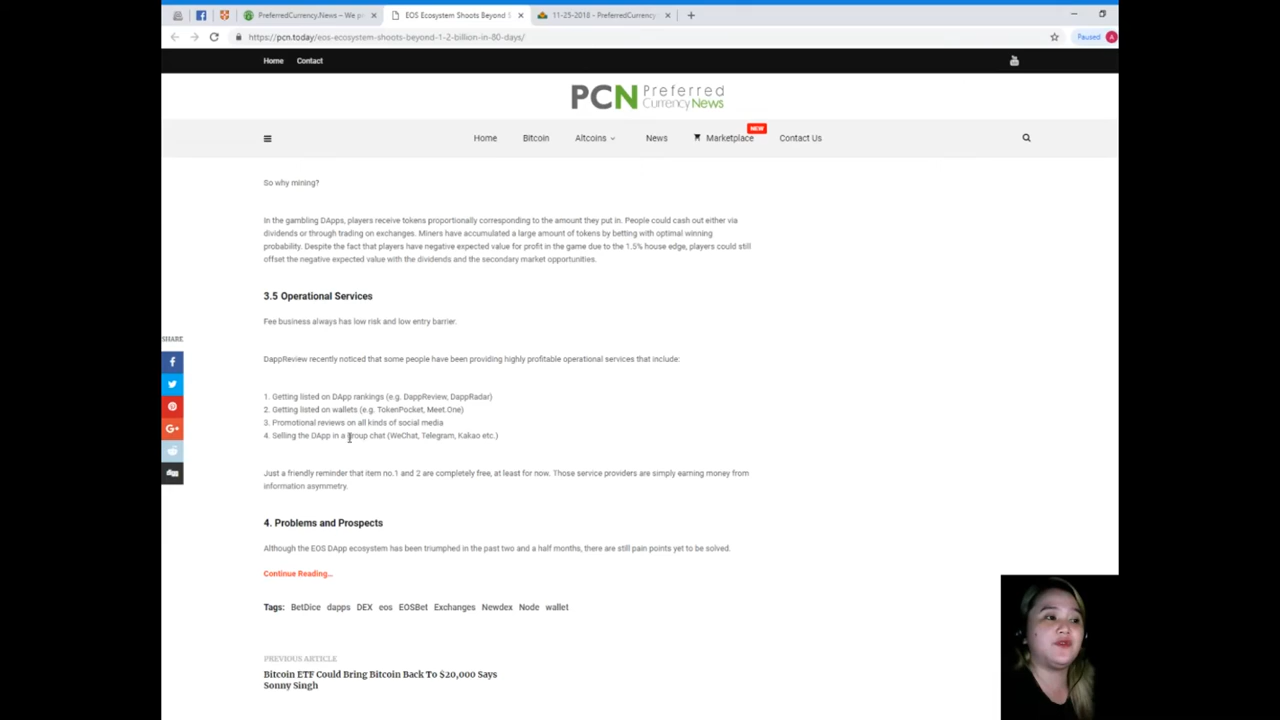 PreferredCurrency.News – We p
EOS Ecosystem Shoots Beyond
11-25-2018 - PreferredCurrency
https://pcn.today/eos-ecosystem-shoots-beyond-1-2-billion-in-80-days/
Paused
A
Home
Contact
PCN Preferred
Currency News
NEW
Home
Bitcoin
Altcoins
News
Marketplace
Contact Us
So why mining?
In the gambling DApps, players receive tokens proportionally corresponding to the amount they put in. People could cash out either via
dividends or through trading on exchanges. Miners have accumulated a large amount of tokens by betting with optimal winning
probability. Despite the fact that players have negative expected value for profit in the game due to the 1.5% house edge, players could still
offset the negative expected value with the dividends and the secondary market opportunities.
3.5 Operational Services
Fee business always has low risk and low entry barrier.
SHARE
DappReview recently noticed that some people have been providing highly profitable operational services that include:
1. Getting listed on DApp rankings (e.g. DappReview, DappRadar)
2. Getting listed on wallets (e.g. TokenPocket, Meet.One)
3. Promotional reviews on all kinds of social media
4. Selling the DApp in a group chat (WeChat, Telegram, Kakao etc.)
Just a friendly reminder that item no.1 and 2 are completely free, at least for now. Those service providers are simply earning money from
information asymmetry.
4. Problems and Prospects
Although the EOS DApp ecosystem has been triumphed in the past two and a half months, there are still pain points yet to be solved.
Continue Reading...
Tags: BetDice dapps DEX eos EOSBet Exchanges Newdex Node wallet
PREVIOUS ARTICLE
Bitcoin ETF Could Bring Bitcoin Back To $20,000 Says
Sonny Singh